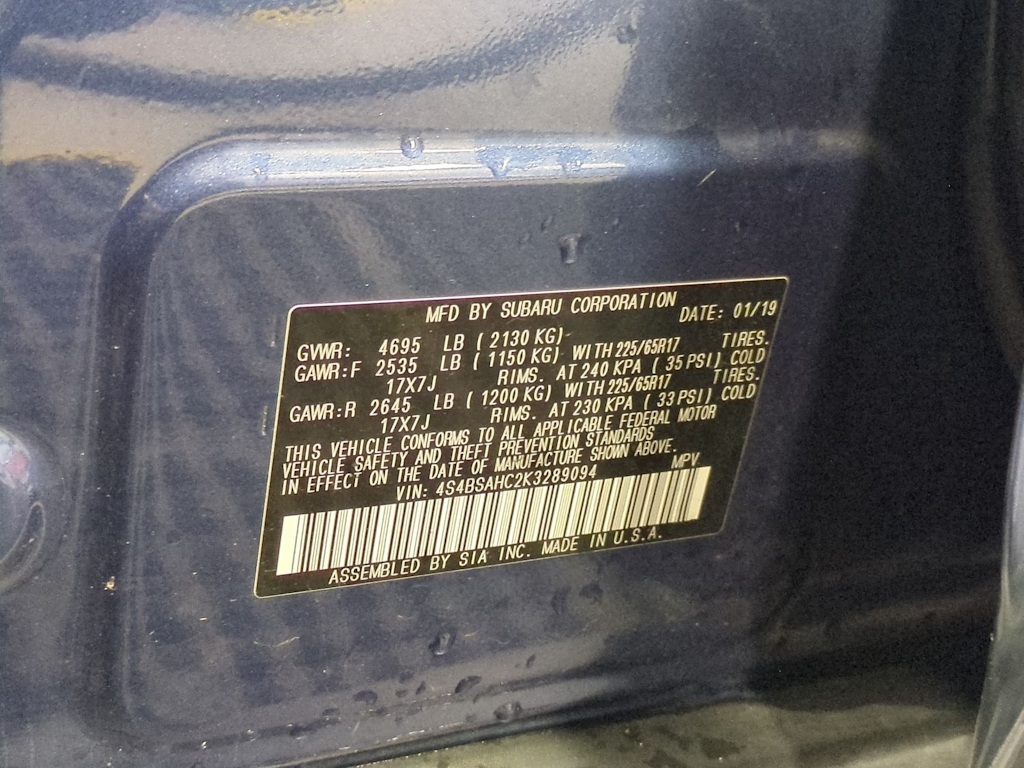 MFD BY SUBARU CORPORATION DATE: 01/19
GVWR: 4695 LB ( 2130 KG)
GAWR:F 2535 LB ( 1150 KG) WITH 225/65R17 TIRES.
17X7J RIMS. AT 240 KPA ( 35 PSI) COLD
GAWR:R 2645 LB ( 1200 KG) WITH 225/65R17 TIRES.
17X7J RIMS. AT 230 KPA ( 33 PSI) COLD
THIS VEHICLE CONFORMS TO ALL APPLICABLE FEDERAL MOTOR
VEHICLE SAFETY AND THEFT PREVENTION STANDARDS
IN EFFECT ON THE DATE OF MANUFACTURE SHOWN ABOVE.
VIN: 4S4BSAHC2K3289094 MPV
ASSEMBLED BY SIA INC. MADE IN U.S.A.